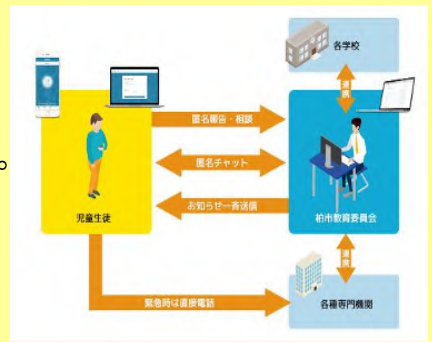 各学校
連携
匿名報告・相談
匿名チャット
お知らせ一斉送信
児童生徒
柏市教育委員会
連携
緊急時は直接電話
各種専門機関